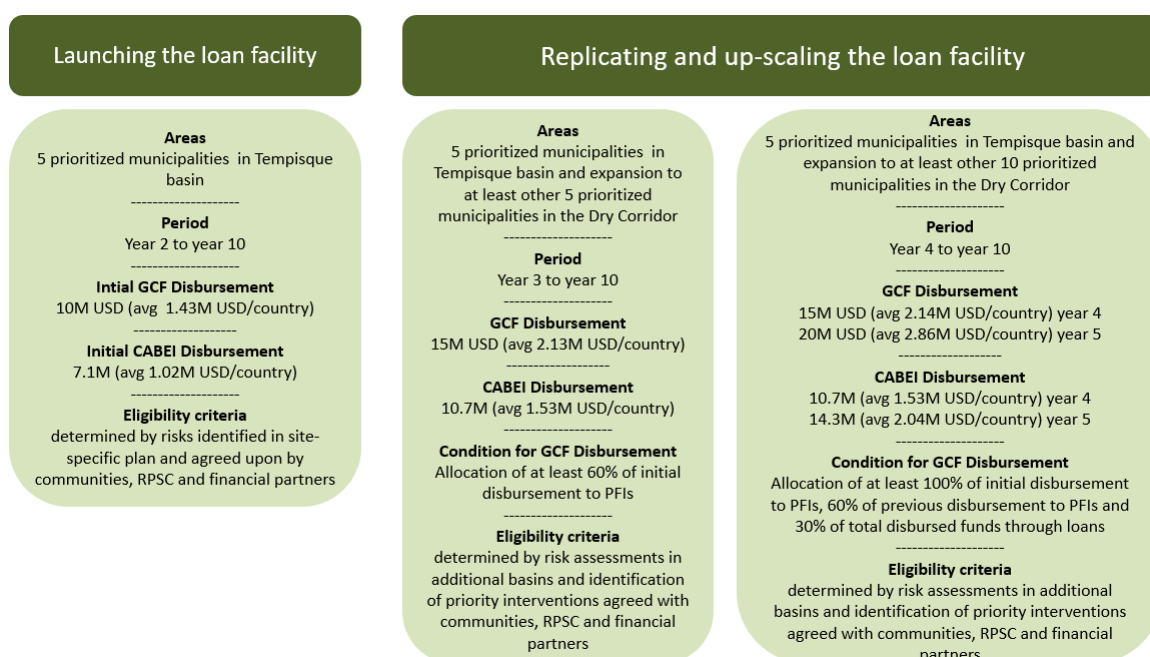 Launching the loan facility
Replicating and up-scaling the loan facility
Areas
5 prioritized municipalities in Tempisque
basin
--------------------
Period
Year 2 to year 10
--------------------
Intial GCF Disbursement
10M USD (avg 1.43M USD/country)
-------------------
Initial CABEI Disbursement
7.1M (avg 1.02M USD/country)
--------------------
Eligibility criteria
determined by risks identified in site-
specific plan and agreed upon by
communities, RPSC and financial partners
Areas
5 prioritized municipalities in
Tempisque basin and expansion to
at least other 5 prioritized
municipalities in the Dry Corridor
--------------------
Period
Year 3 to year 10
--------------------
GCF Disbursement
15M USD (avg 2.13M USD/country)
-------------------
CABEI Disbursement
10.7M (avg 1.53M USD/country)
--------------------
Condition for GCF Disbursement
Allocation of at least 60% of initial
disbursement to PFIs
--------------------
Eligibility criteria
determined by risk assessments in
additional basins and identification
of priority interventions agreed with
communities, RPSC and financial
partners
Areas
5 prioritized municipalities in Tempisque basin and
expansion to at least other 10 prioritized
municipalities in the Dry Corridor
--------------------
Period
Year 4 to year 10
--------------------
GCF Disbursement
15M USD (avg 2.14M USD/country) year 4
20M USD (avg 2.86M USD/country) year 5
-------------------
CABEI Disbursement
10.7M (avg 1.53M USD/country) year 4
14.3M (avg 2.04M USD/country) year 5
--------------------
Condition for GCF Disbursement
Allocation of at least 100% of initial disbursement
to PFIs, 60% of previous disbursement to PFIs and
30% of total disbursed funds through loans
--------------------
Eligibility criteria
determined by risk assessments in additional
basins and identification of priority interventions
agreed with communities, RPSC and financial
partners